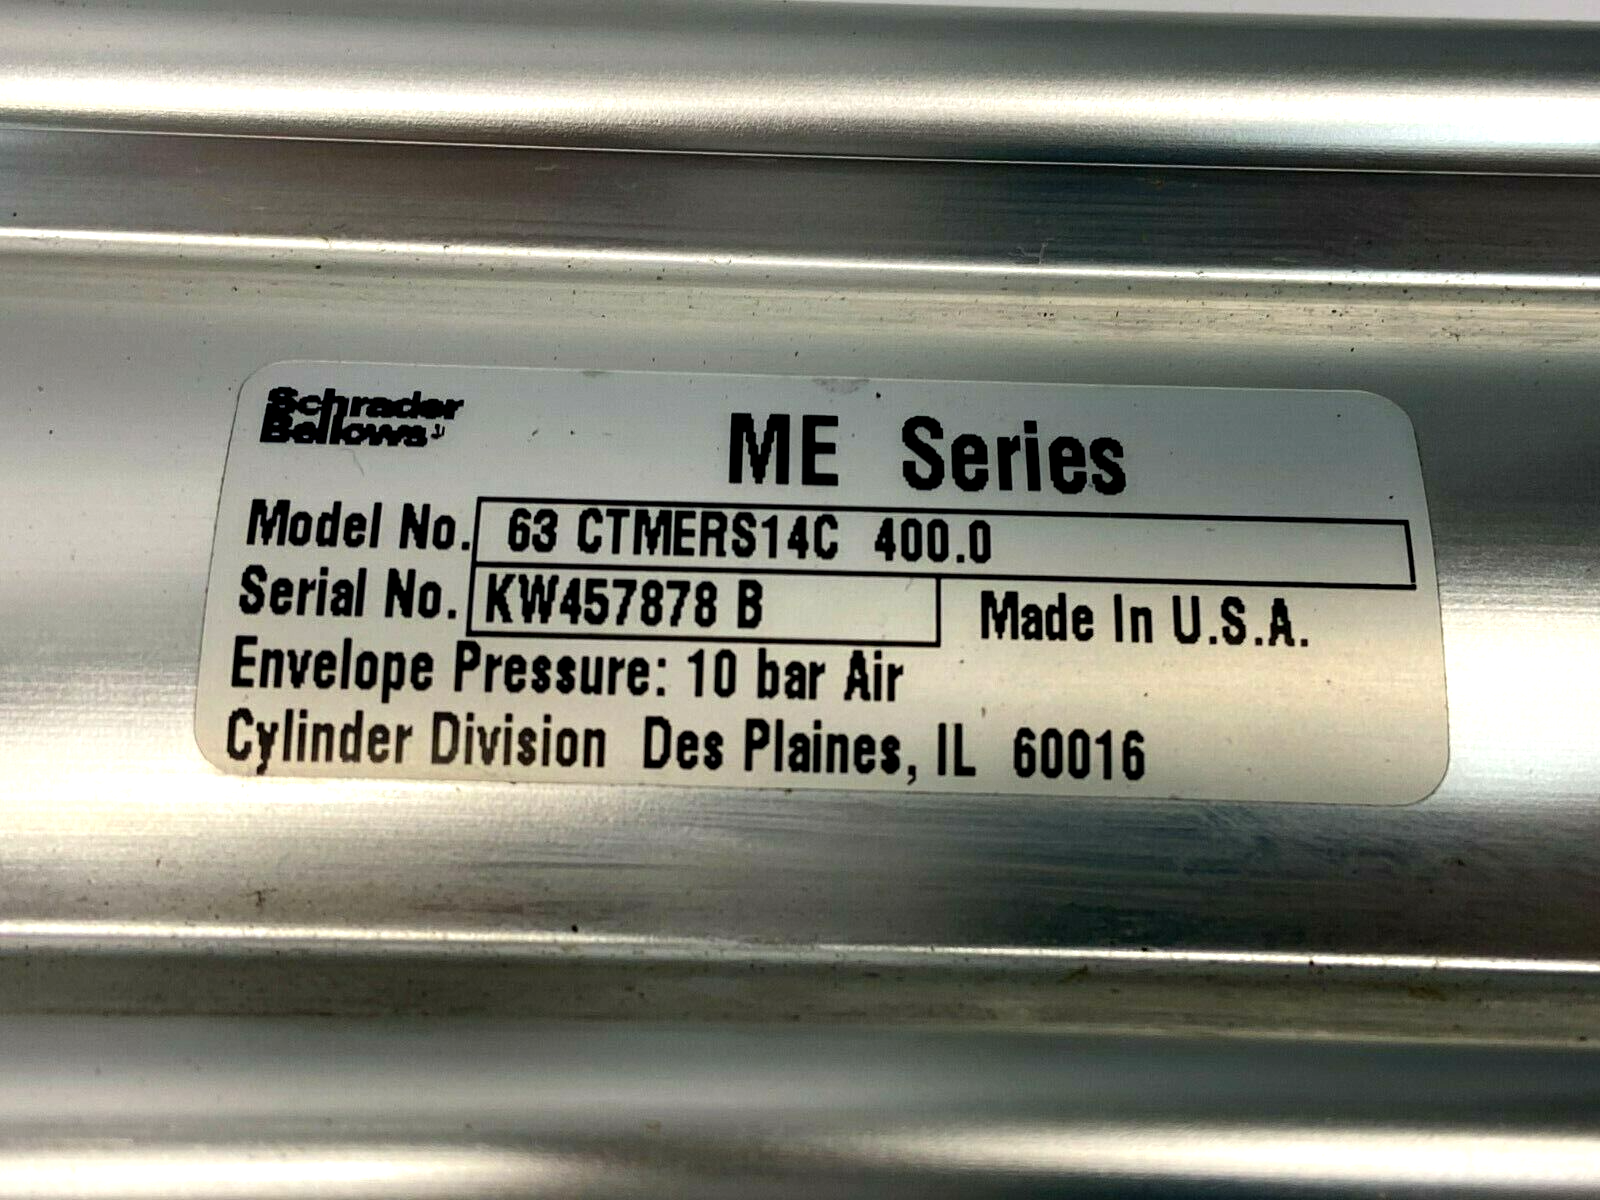 Schrader
Bellows
ME Series
Model No. 63 CTMERS14C 400.0
Serial No. KW457878 B Made In U.S.A.
Envelope Pressure: 10 bar Air
Cylinder Division Des Plaines, IL 60016